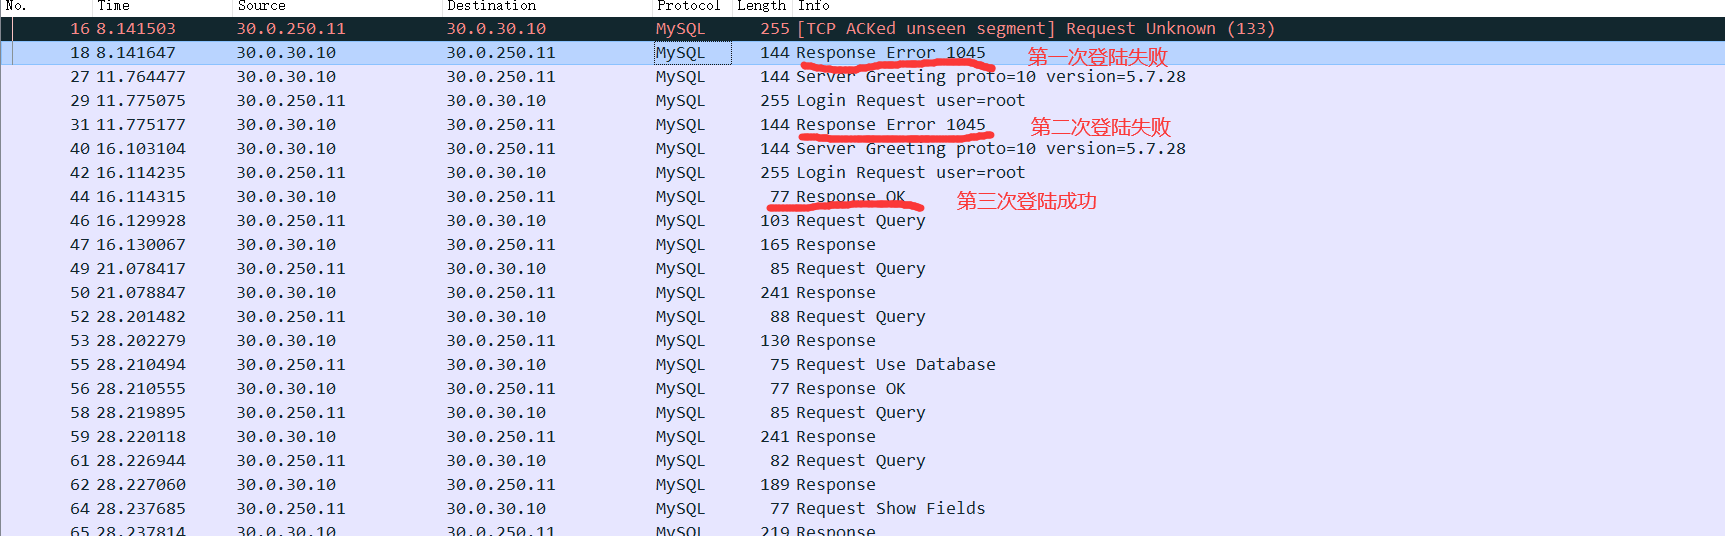 No. Time Source Destination Protocol Length Info
16 8.141503 30.0.250.11 30.0.30.10 MySQL 255 [TCP ACKed unseen segment] Request Unknown (133)
18 8.141647 30.0.30.10 30.0.250.11 MySQL 144 Response Error 1045 第一次登陆失败
27 11.764477 30.0.30.10 30.0.250.11 MySQL 144 Server Greeting proto=10 version=5.7.28
29 11.775075 30.0.250.11 30.0.30.10 MySQL 255 Login Request user=root
31 11.775177 30.0.30.10 30.0.250.11 MySQL 144 Response Error 1045 第二次登陆失败
40 16.103104 30.0.30.10 30.0.250.11 MySQL 144 Server Greeting proto=10 version=5.7.28
42 16.114235 30.0.250.11 30.0.30.10 MySQL 255 Login Request user=root
44 16.114315 30.0.30.10 30.0.250.11 MySQL 77 Response OK 第三次登陆成功
46 16.129928 30.0.250.11 30.0.30.10 MySQL 103 Request Query
47 16.130067 30.0.30.10 30.0.250.11 MySQL 165 Response
49 21.078417 30.0.250.11 30.0.30.10 MySQL 85 Request Query
50 21.078847 30.0.30.10 30.0.250.11 MySQL 241 Response
52 28.201482 30.0.250.11 30.0.30.10 MySQL 88 Request Query
53 28.202279 30.0.30.10 30.0.250.11 MySQL 130 Response
55 28.210494 30.0.250.11 30.0.30.10 MySQL 75 Request Use Database
56 28.210555 30.0.30.10 30.0.250.11 MySQL 77 Response OK
58 28.219895 30.0.250.11 30.0.30.10 MySQL 85 Request Query
59 28.220118 30.0.30.10 30.0.250.11 MySQL 241 Response
61 28.226944 30.0.250.11 30.0.30.10 MySQL 82 Request Query
62 28.227060 30.0.30.10 30.0.250.11 MySQL 189 Response
64 28.237685 30.0.250.11 30.0.30.10 MySQL 77 Request Show Fields
65 28.237814 30.0.30.10 30.0.250.11 MySQL 219 Response